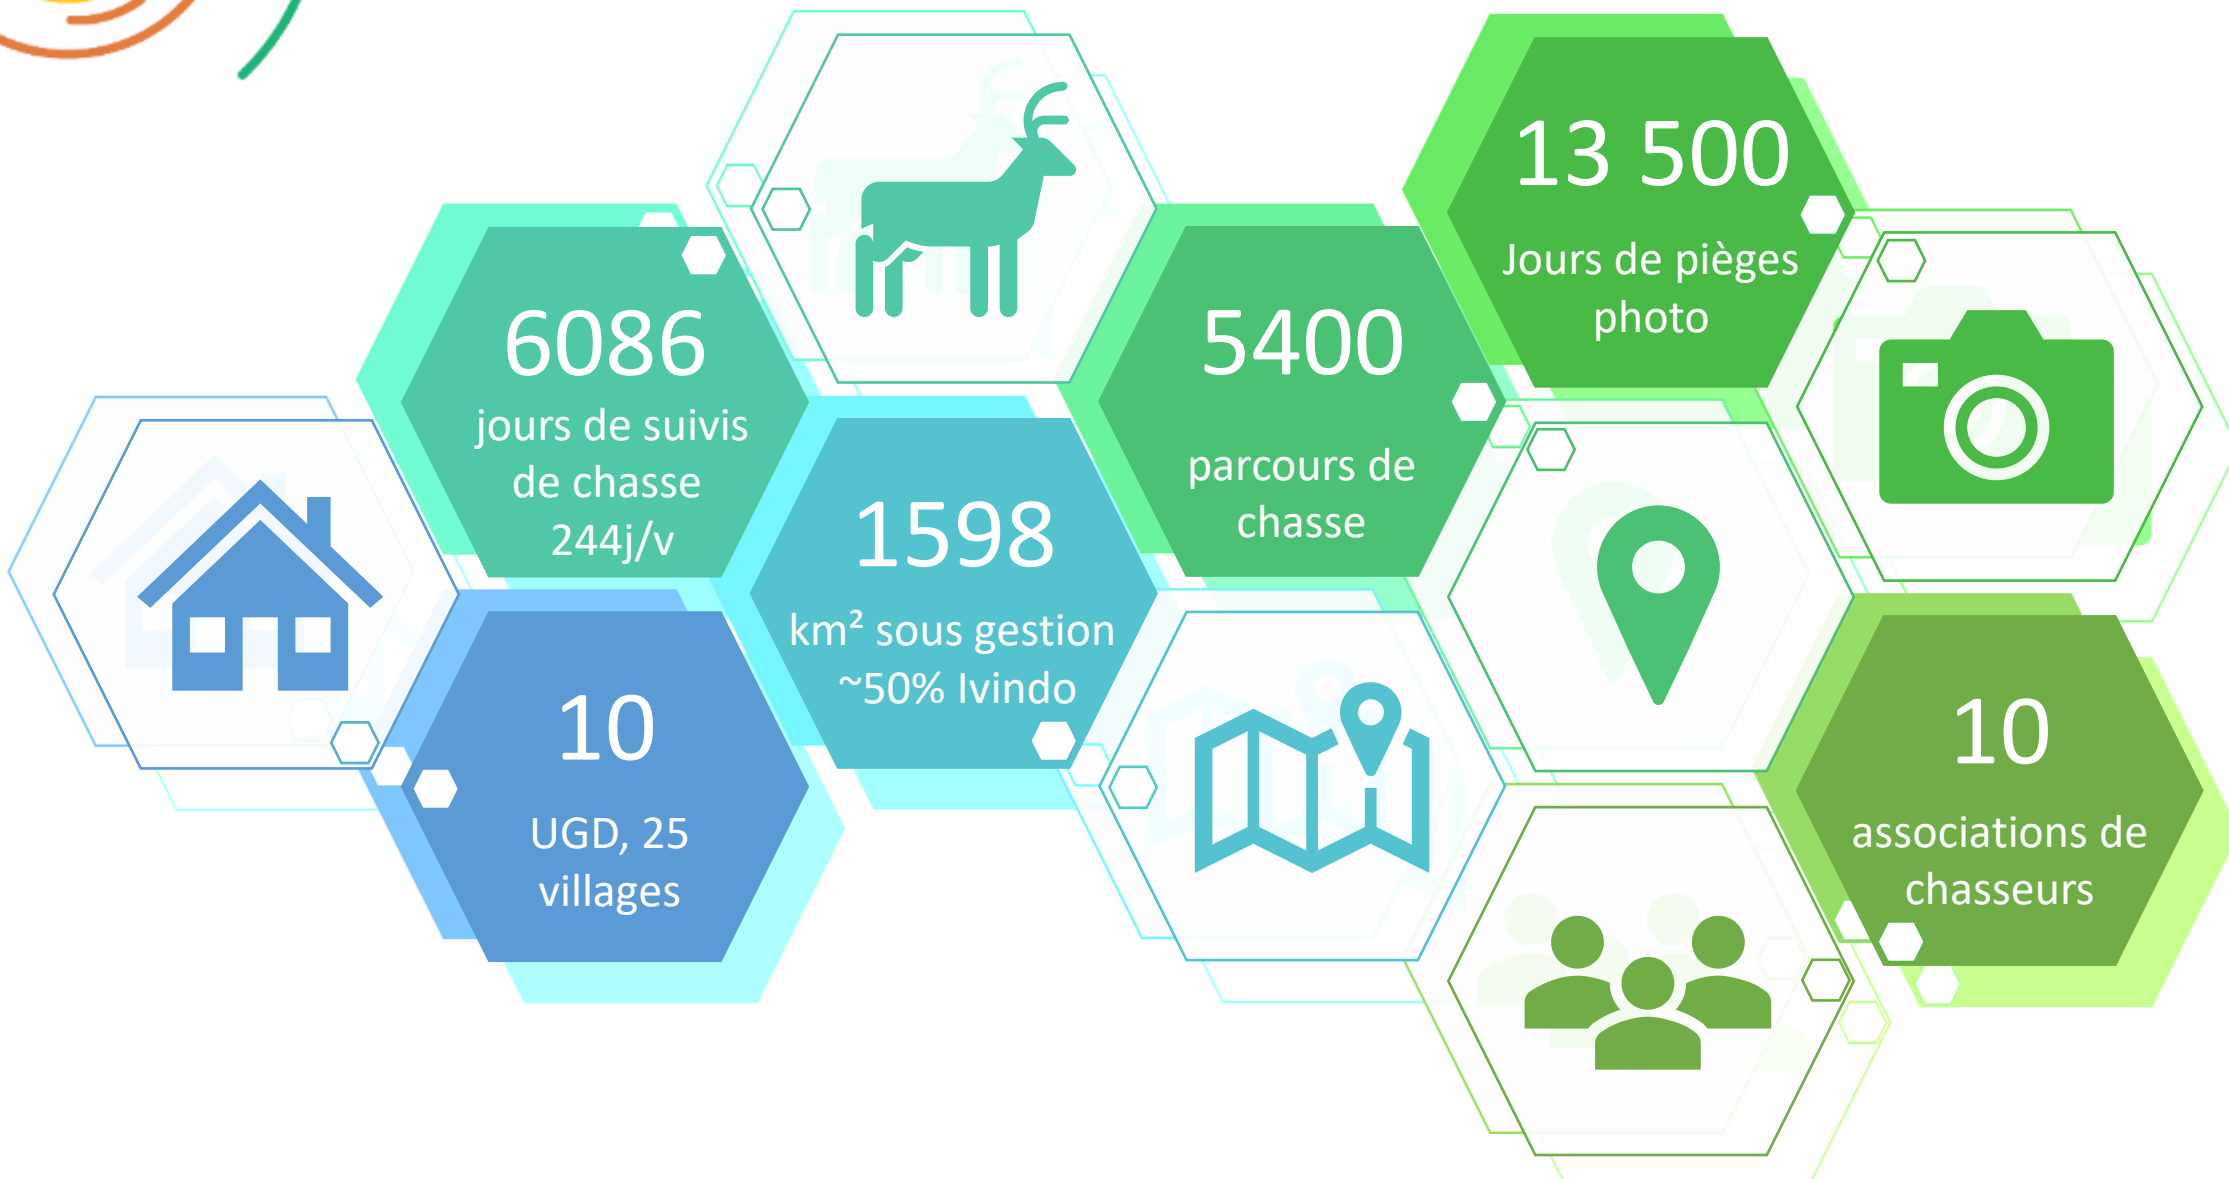 10
UGD, 25
villages
6086
jours de suivis
de chasse
244j/v
1598
km² sous gestion
~50% Ivindo
5400
parcours de
chasse
13 500
Jours de pièges
photo
10
associations de
chasseurs